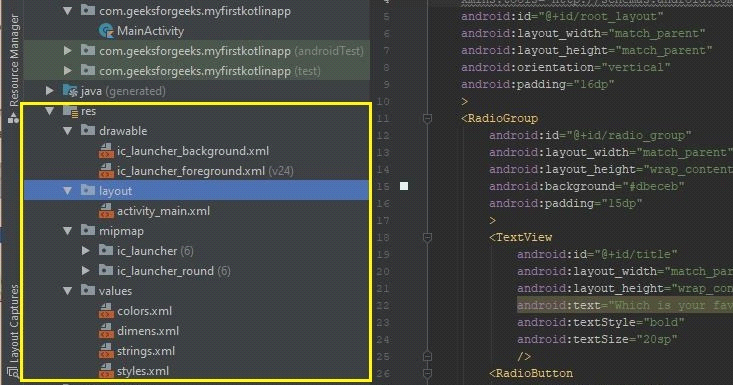 Resource Manager
Layout Captures
com.geeksforgeeks.myfirstkotlinapp
MainActivity
com.geeksforgeeks.myfirstkotlinapp (androidTest)
com.geeksforgeeks.myfirstkotlinapp (test)
java (generated)
res
drawable
ic_launcher_background.xml
ic_launcher_foreground.xml (v24)
layout
activity_main.xml
mipmap
ic_launcher (6)
ic_launcher_round (6)
values
colors.xml
dimens.xml
strings.xml
styles.xml
5 android:id="@+id/root_layout"
6 android:layout_width="match_parent"
7 android:layout_height="match_parent"
8 android:orientation="vertical"
9 android:padding="16dp"
10 >
11 <RadioGroup
12 android:id="@+id/radio_group"
13 android:layout_width="match_paren
14 android:layout_height="wrap_conten
15 android:background="#dbeceb"
16 android:padding="15dp"
17 >
18 <TextView
19 android:id="@+id/title"
20 android:layout_width="match_pa
21 android:layout_height="wrap_co
22 android:text="Which is your fav
23 android:textStyle="bold"
24 android:textSize="20sp"
25 />
26 <RadioButton